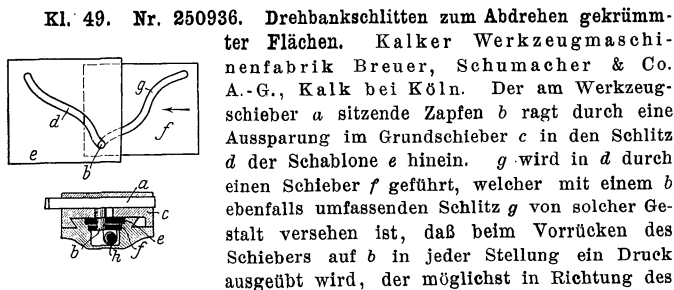 Kl. 49. Nr. 250936. Drehbankschlitten zum Abdrehen gekrümm-
ter Flächen. Kalker Werkzeugmaschi-
nenfabrik Breuer, Schumacher & Co.
A.-G., Kalk bei Köln. Der am Werkzeug-
schieber a sitzende Zapfen b ragt durch eine
Aussparung im Grundschieber c in den Schlitz
d der Schablone e hinein. g wird in d durch
einen Schieber f geführt, welcher mit einem b
ebenfalls umfassenden Schlitz g von solcher Ge-
stalt versehen ist, daß beim Vorrücken des
Schiebers auf b in jeder Stellung ein Druck
ausgeübt wird, der möglichst in Richtung des
g
d
f
e
b
a
c
e
b
h
f